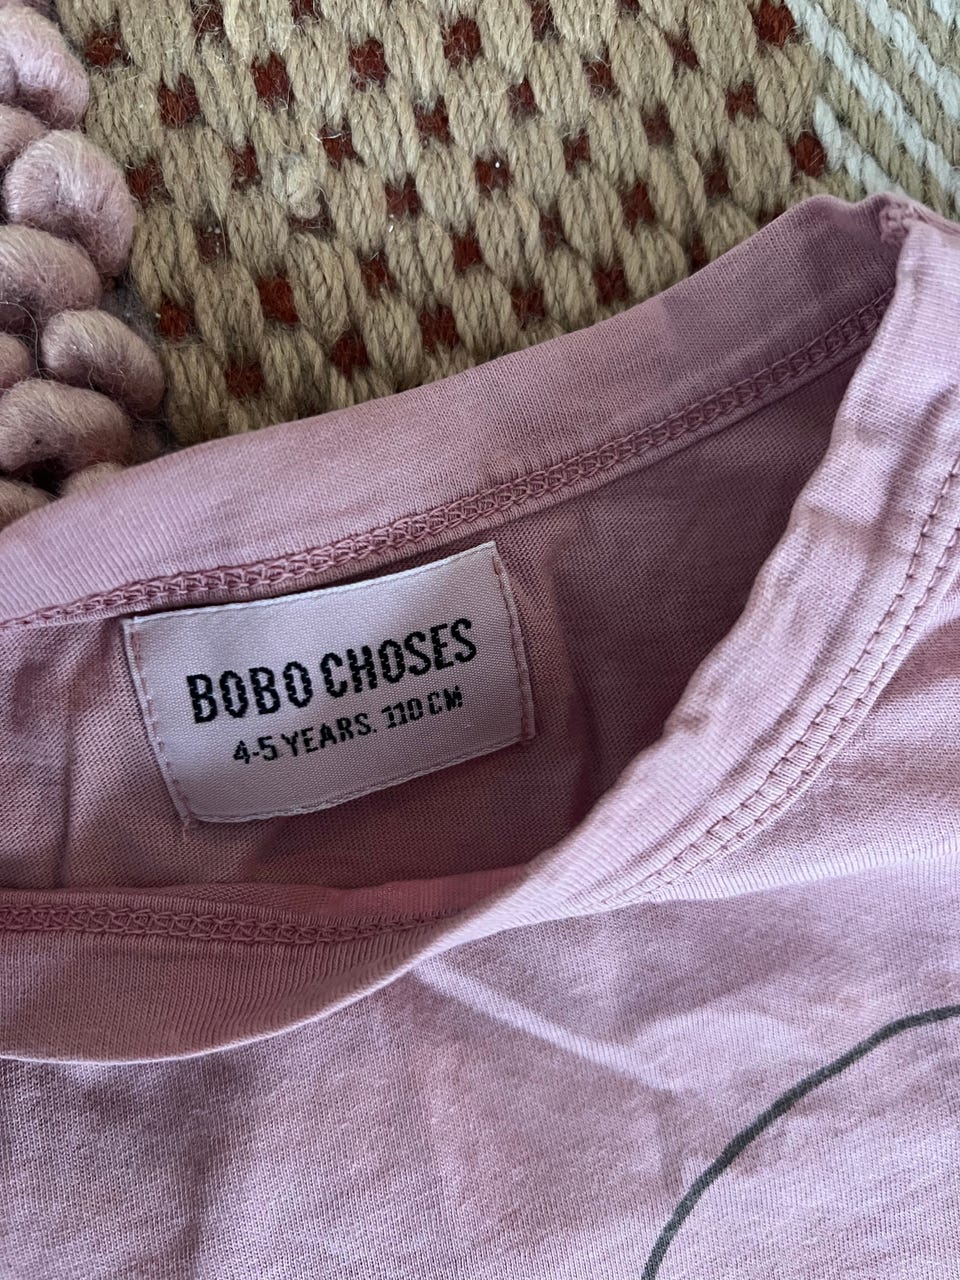 BOBO CHOSES
4-5 YEARS. 110 CM